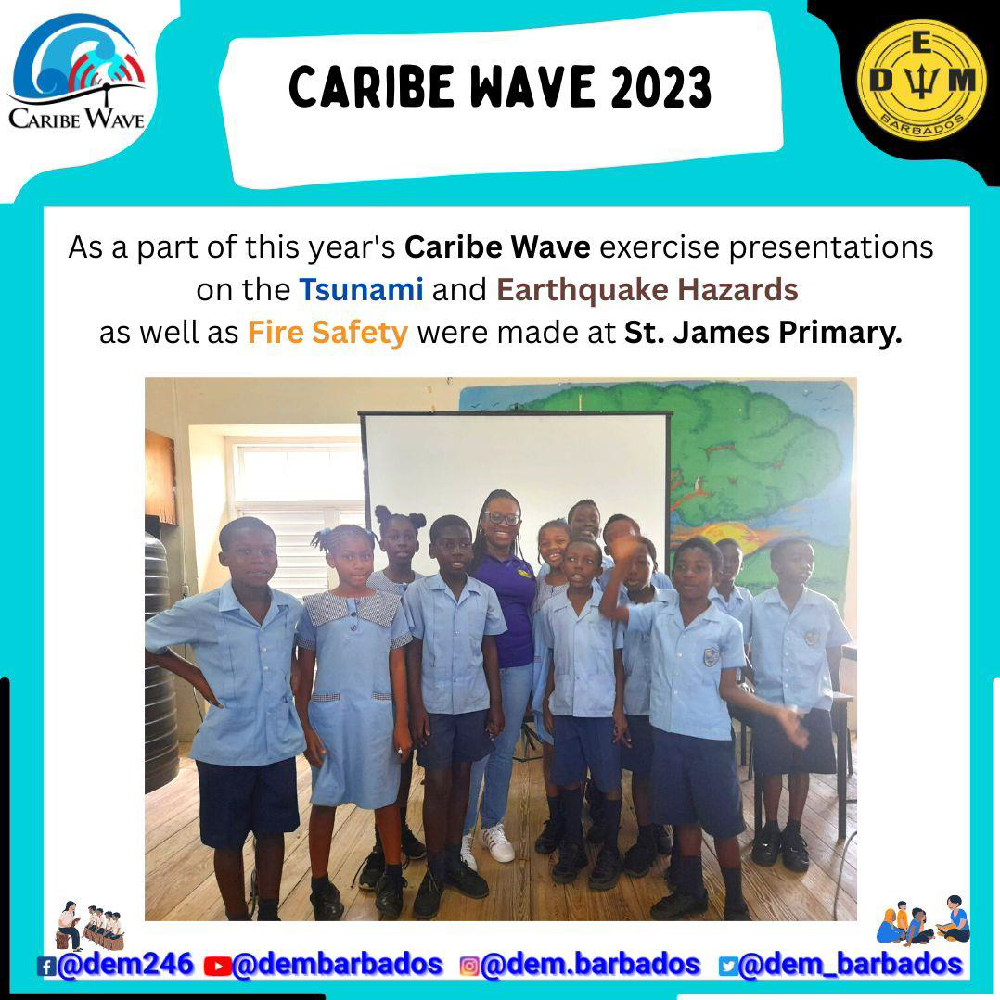 CARIBE WAVE
CARIBE WAVE 2023
D E M
BARBADOS
As a part of this year's Caribe Wave exercise presentations
on the Tsunami and Earthquake Hazards
as well as Fire Safety were made at St. James Primary.
@dem246 @dembarbados @dem.barbados @dem_barbados